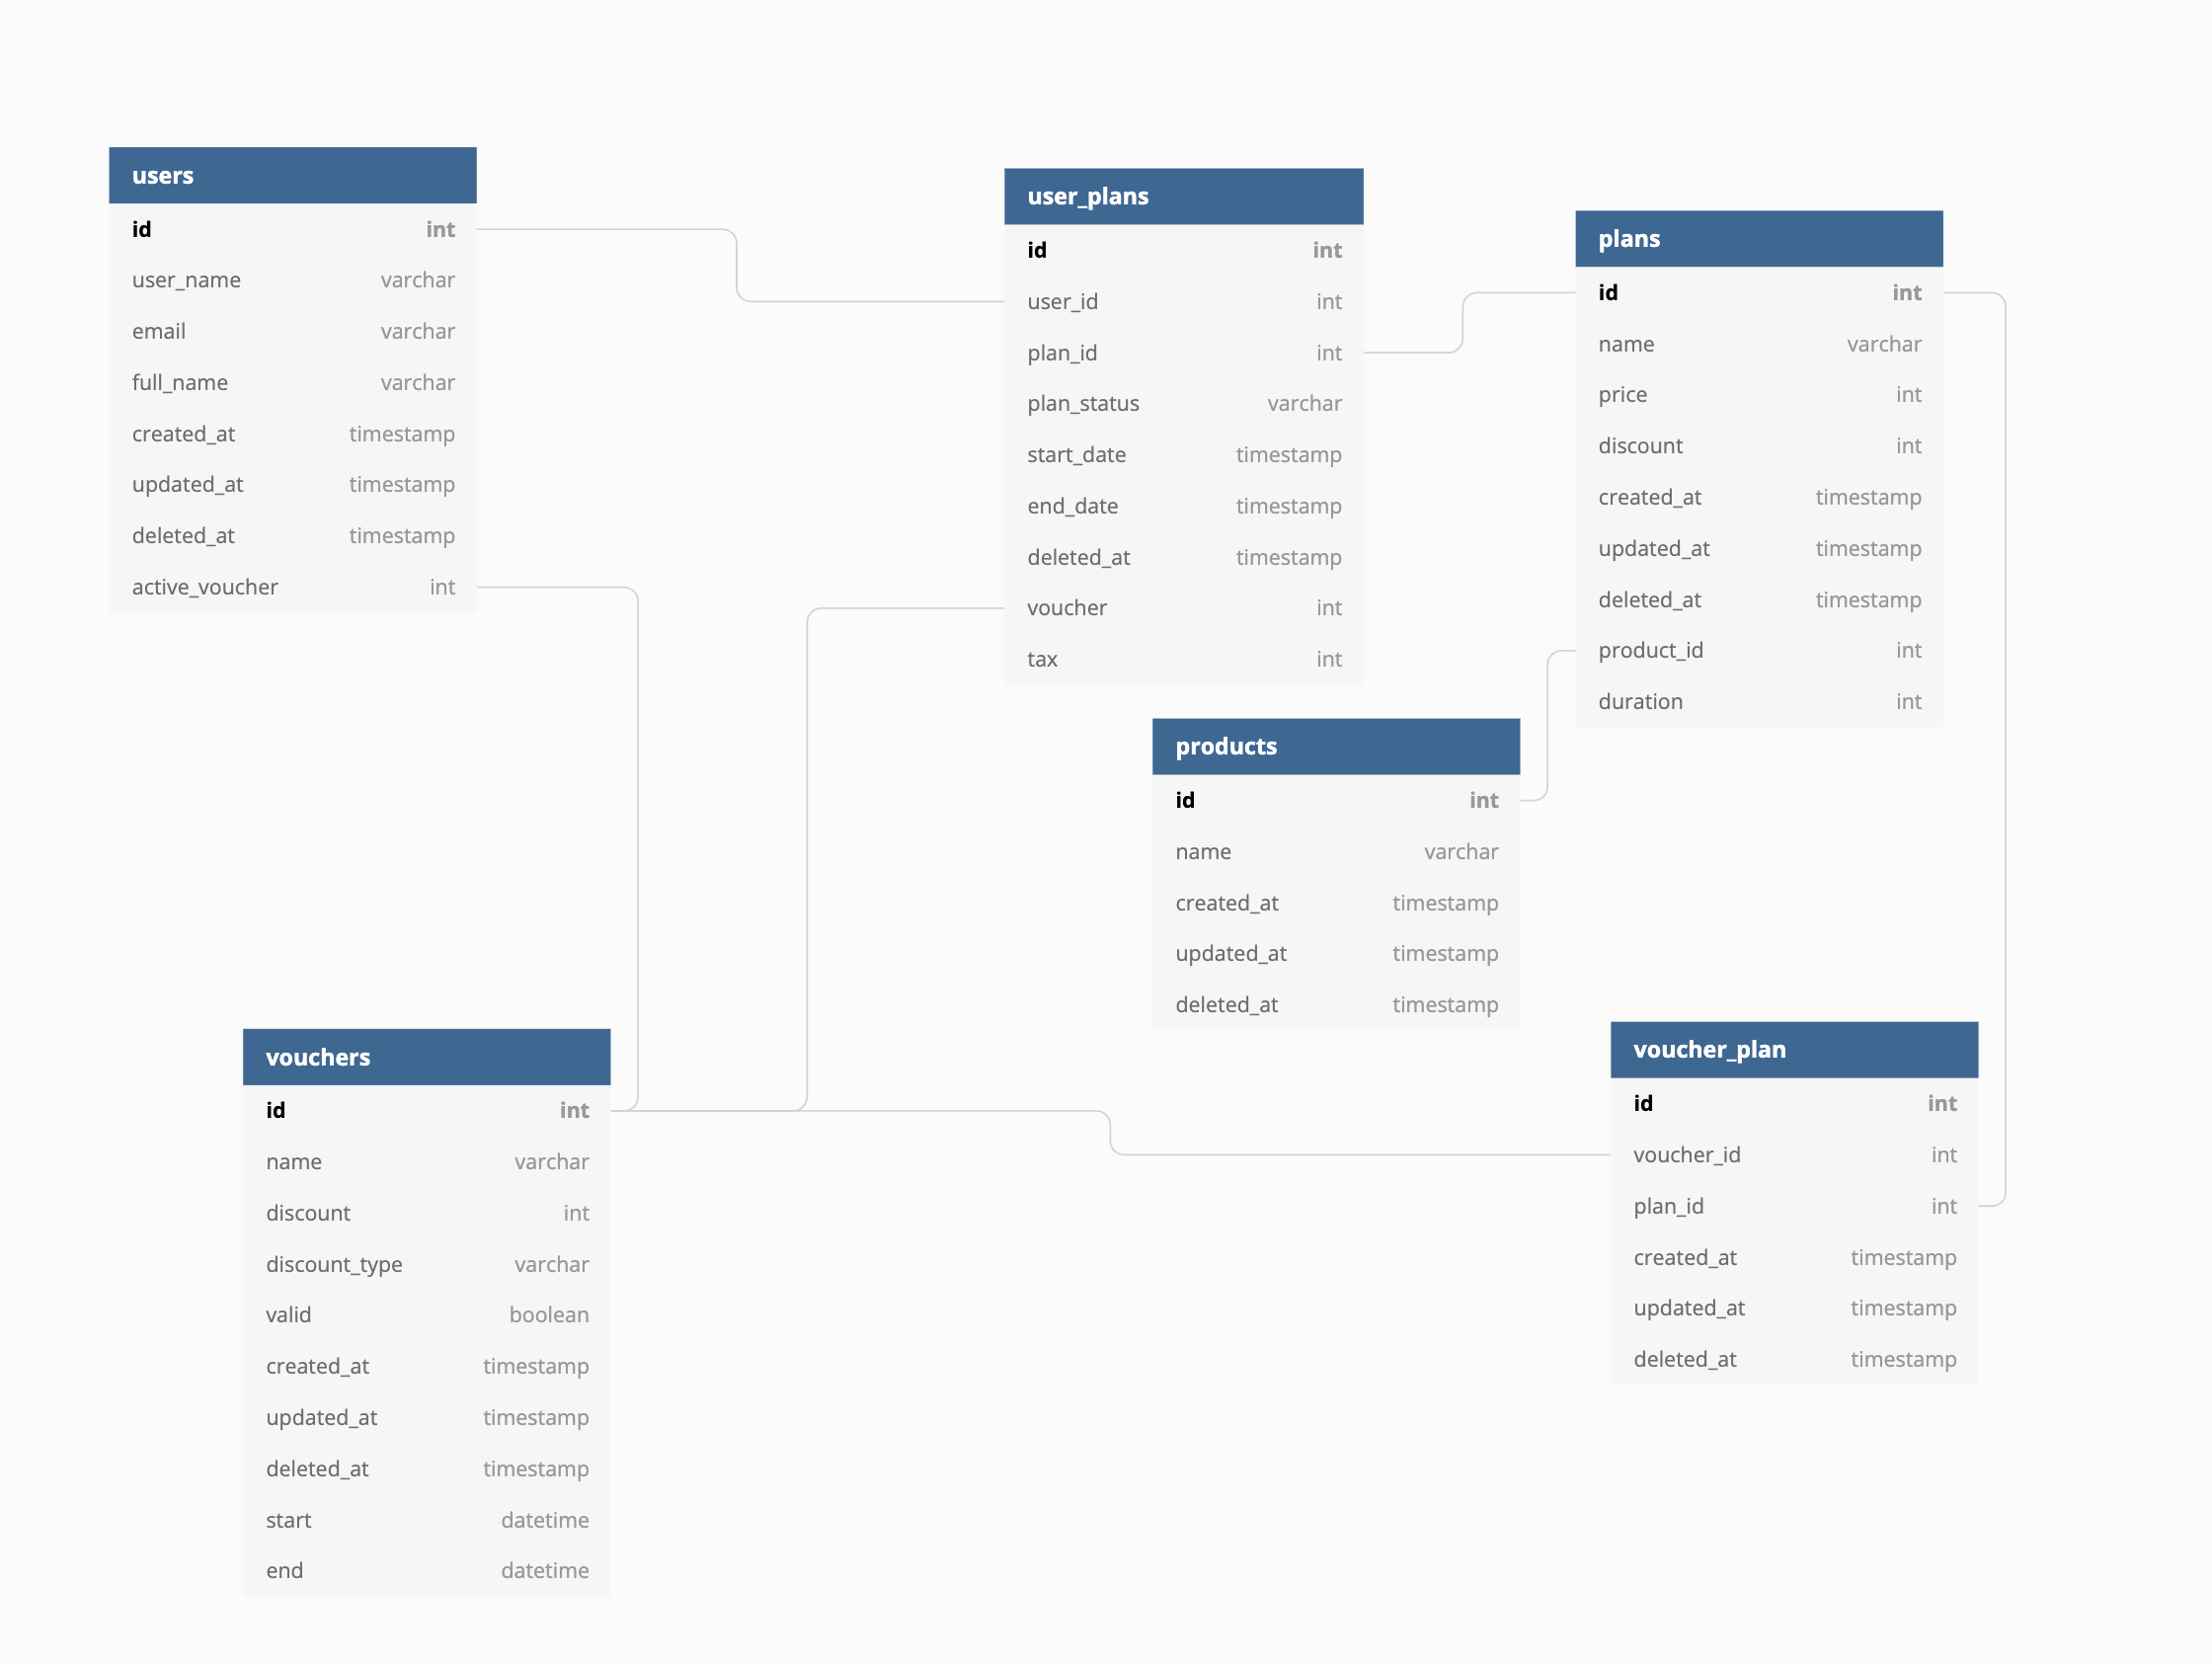 users
id int
user_name varchar
email varchar
full_name varchar
created_at timestamp
updated_at timestamp
deleted_at timestamp
active_voucher int
user_plans
id int
user_id int
plan_id int
plan_status varchar
start_date timestamp
end_date timestamp
deleted_at timestamp
voucher int
tax int
plans
id int
name varchar
price int
discount int
created_at timestamp
updated_at timestamp
deleted_at timestamp
product_id int
duration int
products
id int
name varchar
created_at timestamp
updated_at timestamp
deleted_at timestamp
vouchers
id int
name varchar
discount int
discount_type varchar
valid boolean
created_at timestamp
updated_at timestamp
deleted_at timestamp
start datetime
end datetime
voucher_plan
id int
voucher_id int
plan_id int
created_at timestamp
updated_at timestamp
deleted_at timestamp